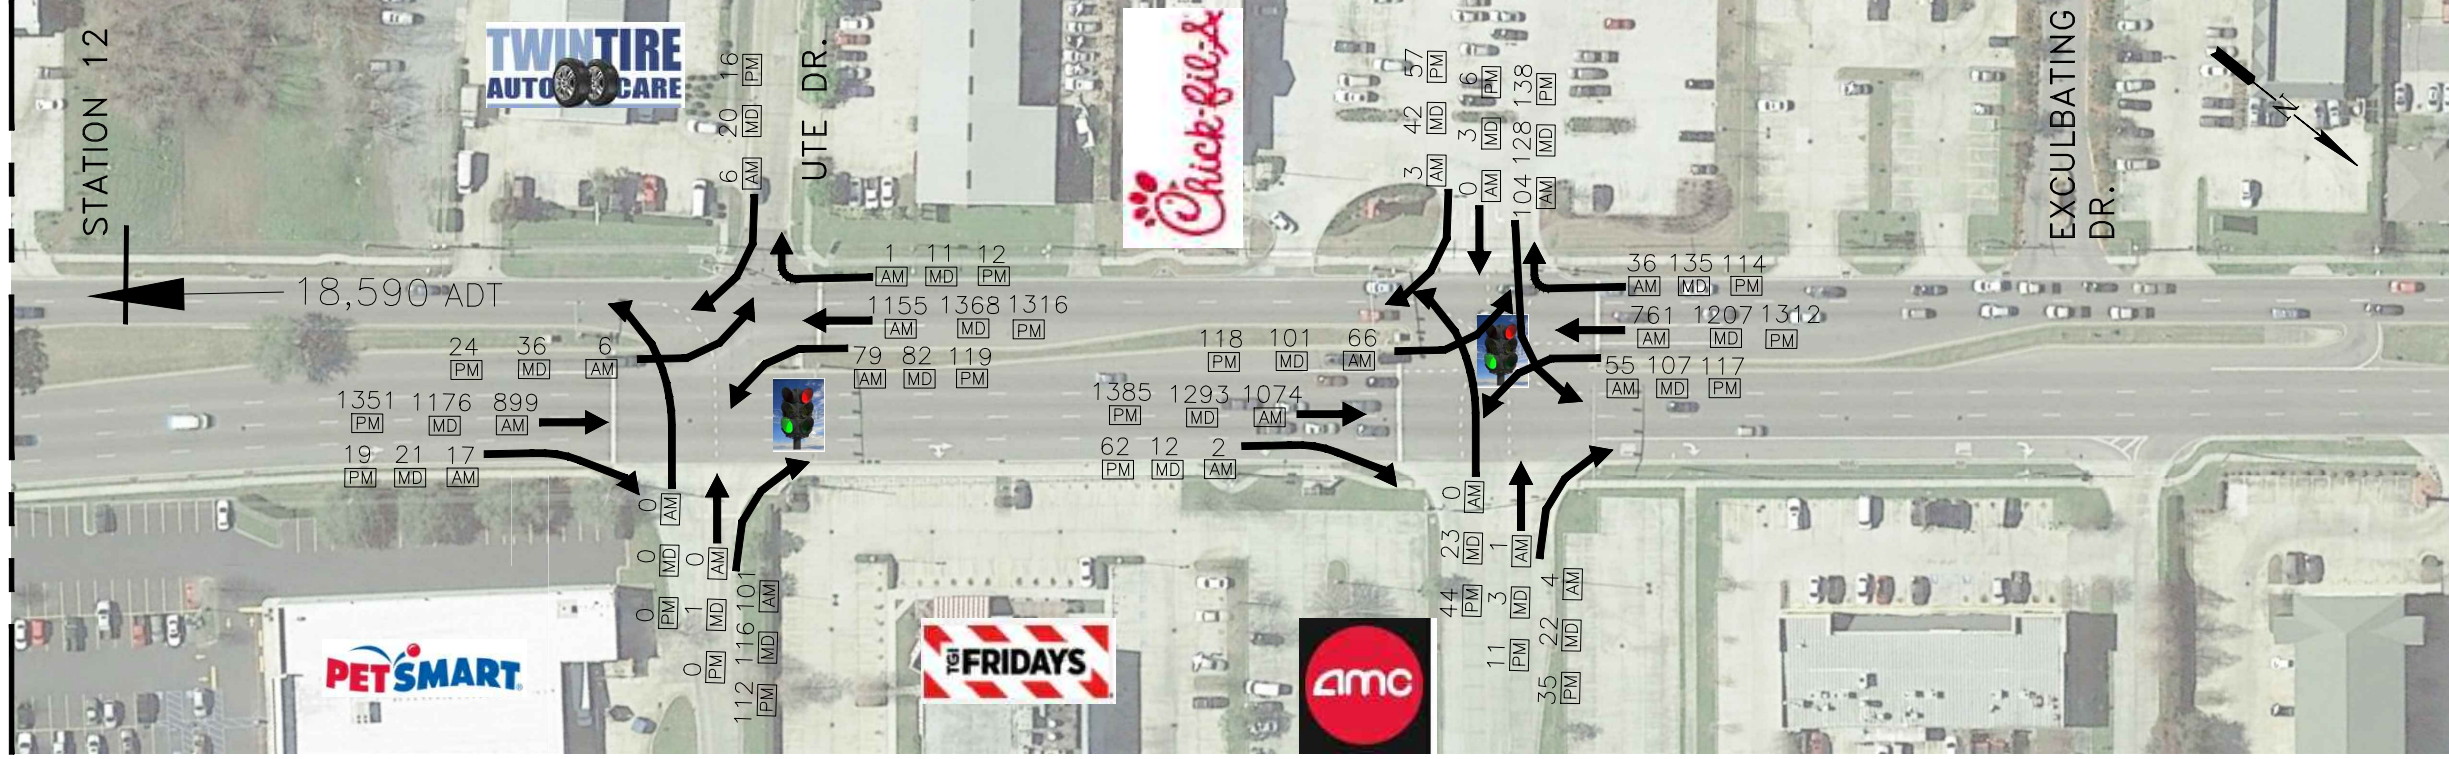 STATION 12
TWIN TIRE
AUTO CARE
16 PM
20 MD
6 AM
UTE DR.
Chick-fil-A
57 PM
42 MD
3 AM
6 PM
3 MD
0 AM
138 PM
128 MD
104 AM
EXCULBATING
DR.
N
18,590 ADT
1 AM 11 MD 12 PM
1155 AM 1368 MD 1316 PM
79 AM 82 MD 119 PM
24 PM 36 MD 6 AM
1351 PM 1176 MD 899 AM
19 PM 21 MD 17 AM
0 AM
0 MD
0 PM
0 AM
1 MD
0 PM
101 AM
116 MD
112 PM
36 AM 135 MD 114 PM
761 AM 1207 MD 1312 PM
55 AM 107 MD 117 PM
118 PM 101 MD 66 AM
1385 PM 1293 MD 1074 AM
62 PM 12 MD 2 AM
0 AM
23 MD
44 PM
1 AM
3 MD
11 PM
4 AM
22 MD
35 PM
PETSMART
TGI FRIDAYS
amc